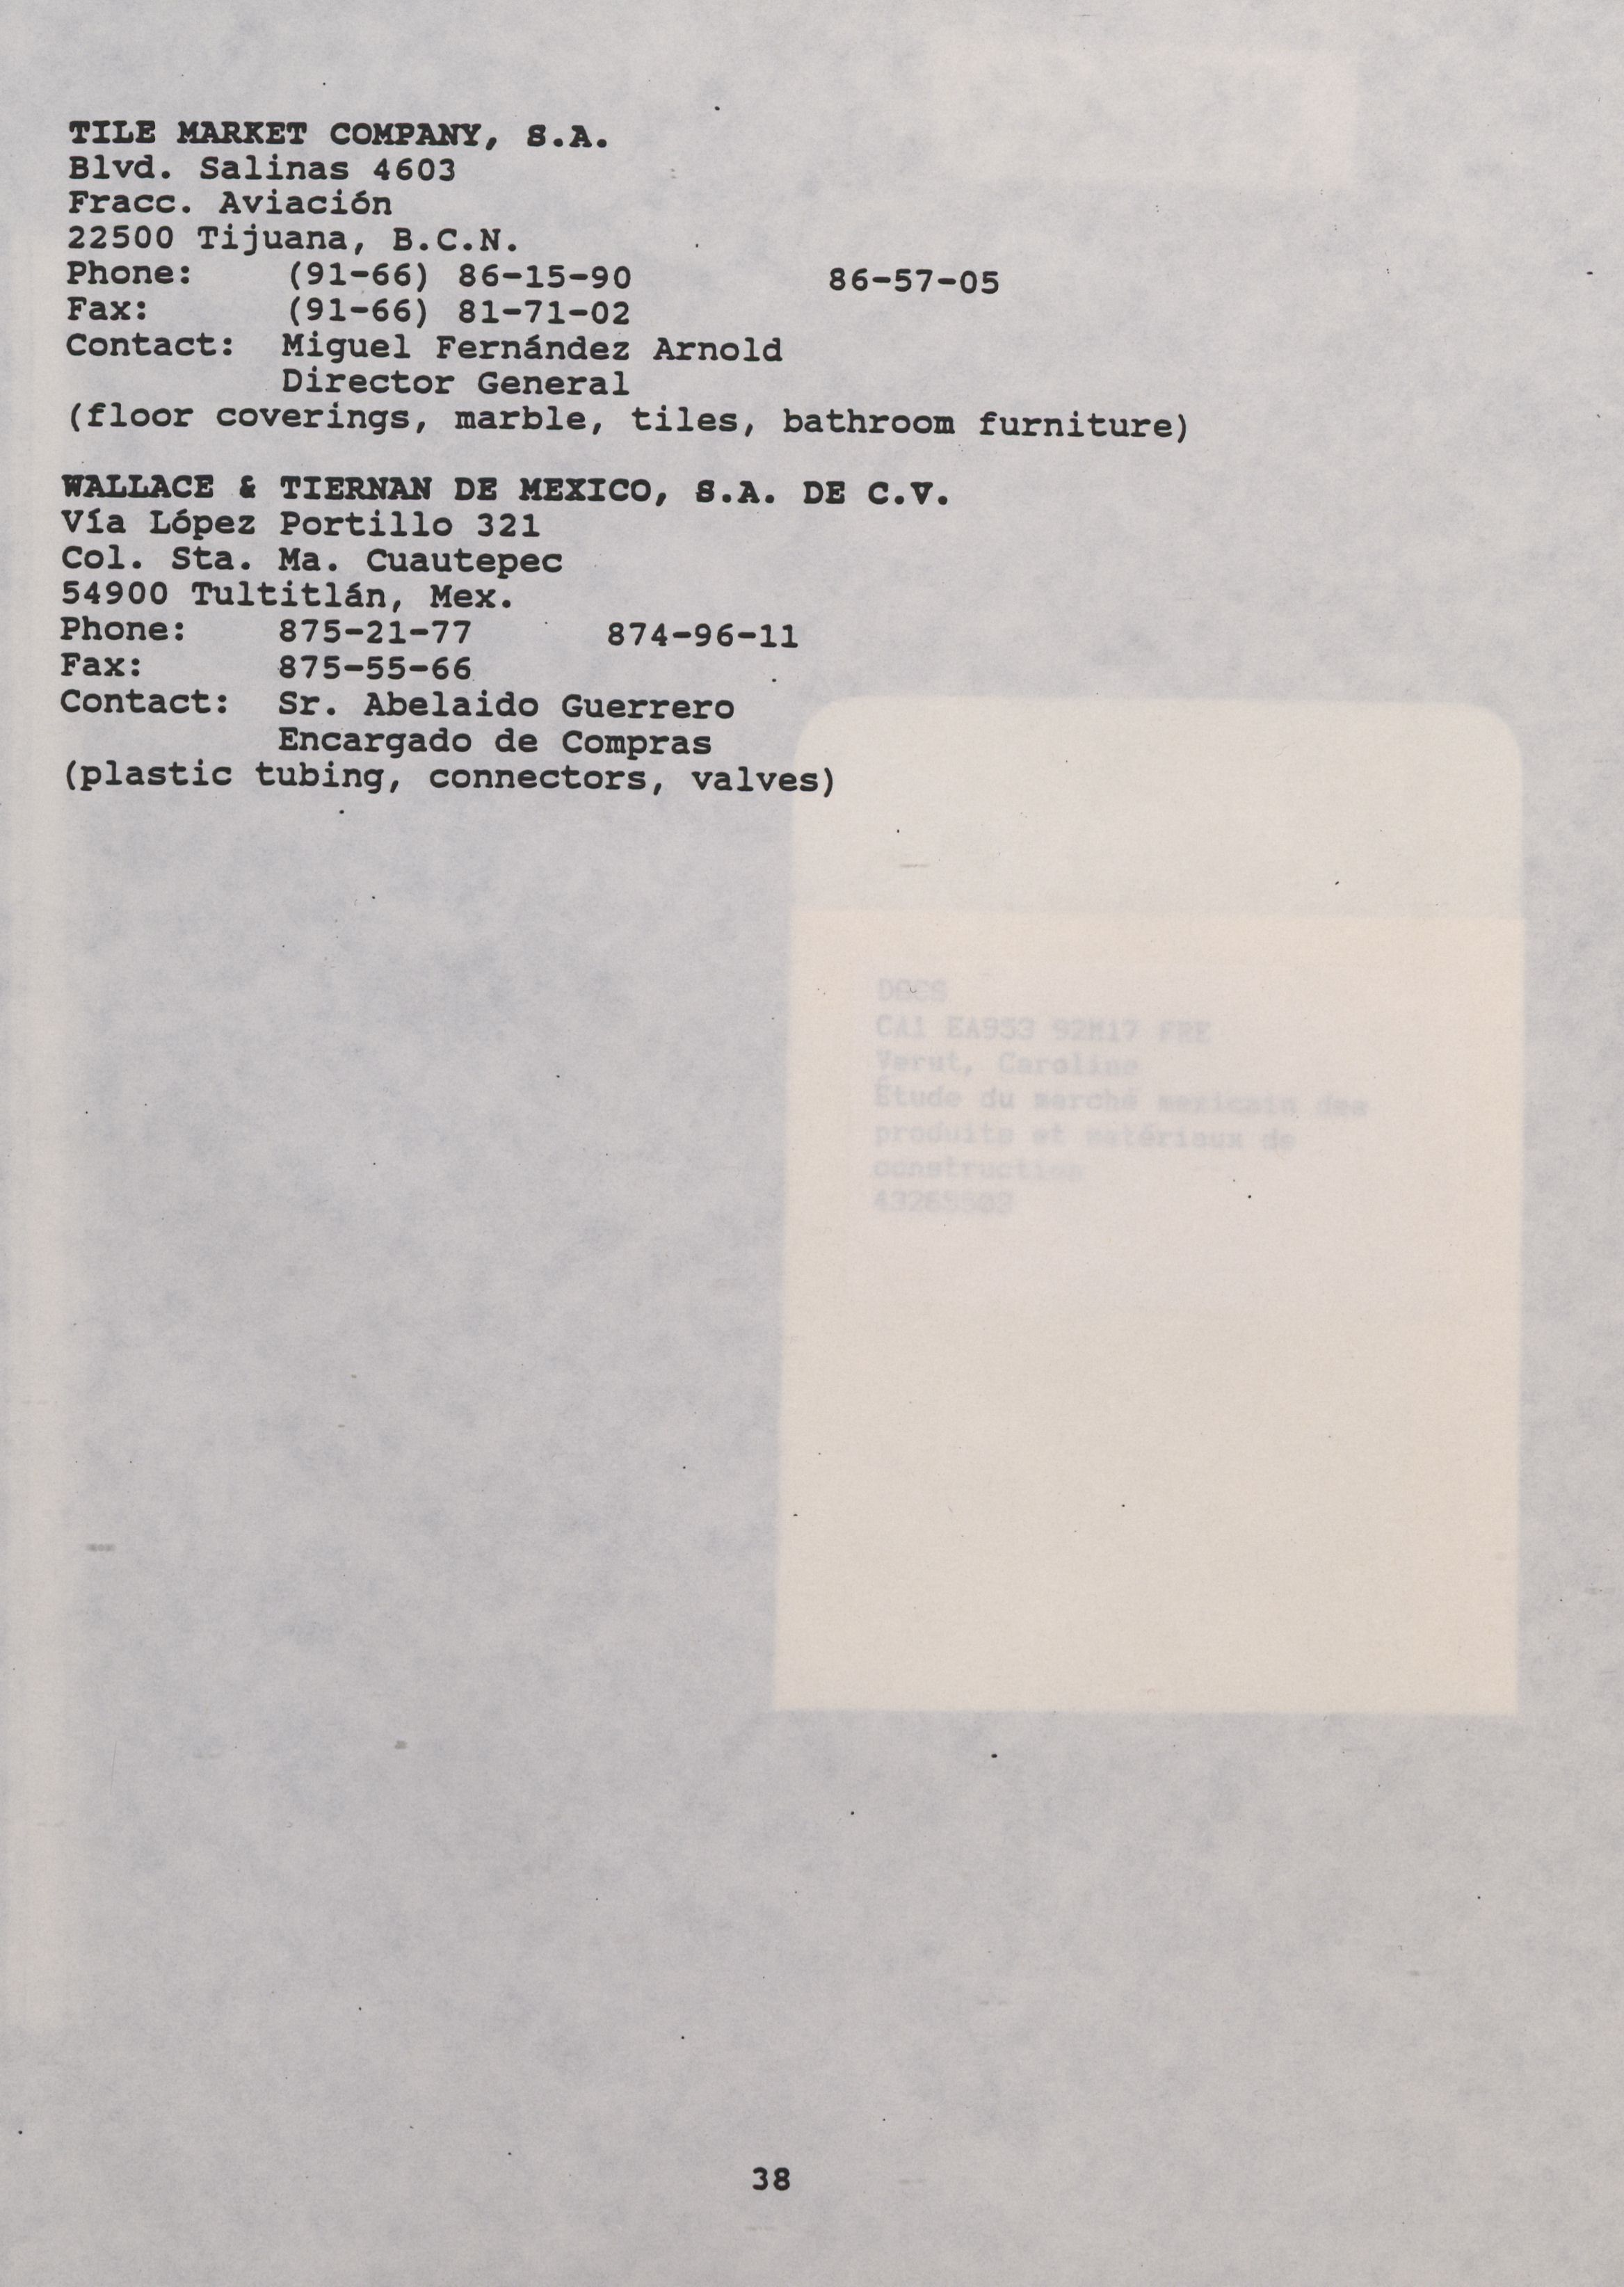 TILE MARKET COMPANY, S.A.
Blvd. Salinas 4603
Fracc. Aviación
22500 Tijuana, B.C.N.
Phone: (91-66) 86-15-90 86-57-05
Fax: (91-66) 81-71-02
Contact: Miguel Fernández Arnold
Director General
(floor coverings, marble, tiles, bathroom furniture)
WALLACE & TIERNAN DE MEXICO, S.A. DE C.V.
Vía López Portillo 321
Col. Sta. Ma. Cuautepec
54900 Tultitlán, Mex.
Phone: 875-21-77 874-96-11
Fax: 875-55-66
Contact: Sr. Abelaido Guerrero
Encargado de Compras
(plastic tubing, connectors, valves)
DOCS
CA1 EA953 92M17 FRE
Verut, Caroline
Étude du marché mexicain des
produits et matériaux de
construction
38